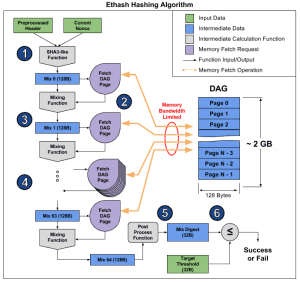 Ethash Hashing Algorithm
Preprocessed
Header
Current
Nonce
Input Data
Intermediate Data
Intermediate Calculation Function
Memory Fetch Request
Function Input/Output
Memory Fetch Operation
1
SHA3-like
Function
Mix 0 (128B)
Fetch
DAG
Page
2
Mixing
Function
3
Mix 1 (128B)
Fetch
DAG
Page
Mixing
Function
Memory
Bandwidth
Limited
DAG
Page 0
Page 1
Page 2
~ 2 GB
Page N - 3
Page N - 2
Page N - 1
128 Bytes
4
Fetch
DAG
Page
Mix 63 (128B)
Fetch
DAG
Page
Mixing
Function
Mix 64 (128B)
5
Post
Process
Function
Mix Digest
(32B)
6
≤
Target
Threshold
(32B)
Success
or Fail